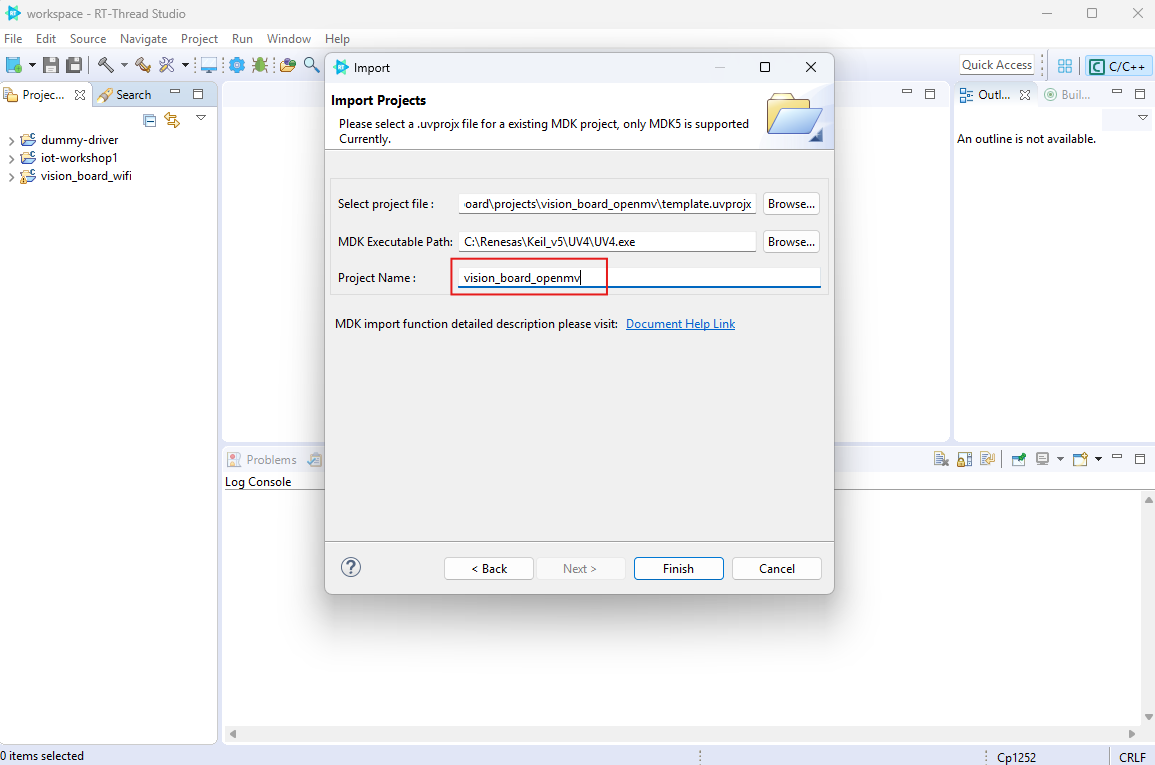 workspace - RT-Thread Studio
File Edit Source Navigate Project Run Window Help
Quick Access
C/C++
Projec...
Search
dummy-driver
iot-workshop1
vision_board_wifi
Import
Import Projects
Please select a .uvprojx file for a existing MDK project, only MDK5 is supported
Currently.
Select project file : oard\projects\vision_board_openmv\template.uvprojx Browse...
MDK Executable Path: C:\Renesas\Keil_v5\UV4\UV4.exe Browse...
Project Name : vision_board_openmv
MDK import function detailed description please visit: Document Help Link
< Back Next > Finish Cancel
Outl...
Buil...
An outline is not available.
Problems
Log Console
0 items selected
Cp1252
CRLF